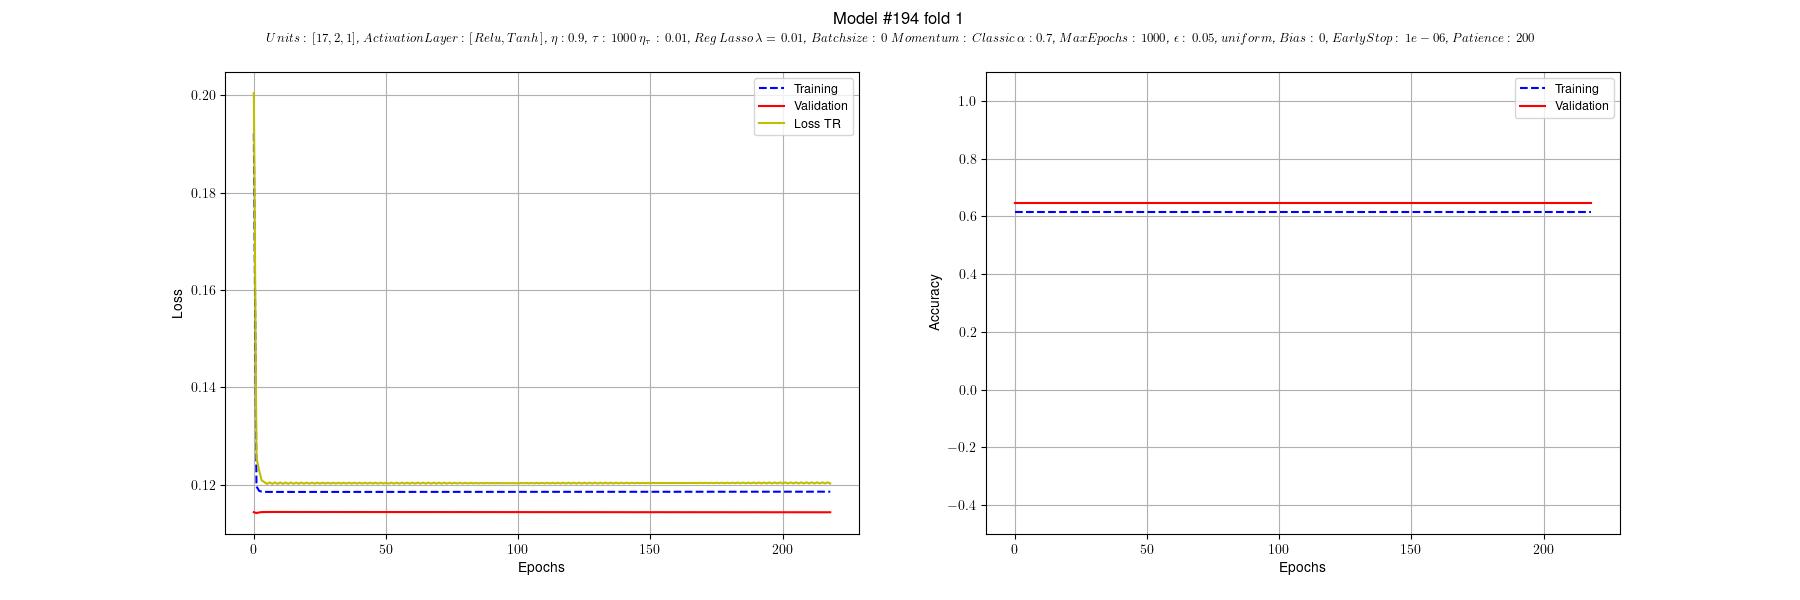 Model #194 fold 1
Units : [17, 2, 1], ActivationLayer : [Relu, Tanh], η : 0.9, τ : 1000 ητ : 0.01, Reg Lasso λ = 0.01, Batchsize : 0 Momentum : Classic α : 0.7, MaxEpochs : 1000, ϵ : 0.05, uniform, Bias : 0, EarlyStop : 1e − 06, Patience : 200
Training
Validation
Loss TR
0.20
0.18
0.16
0.14
0.12
Loss
0
50
100
150
200
Epochs
Training
Validation
1.0
0.8
0.6
0.4
0.2
0.0
−0.2
−0.4
Accuracy
0
50
100
150
200
Epochs